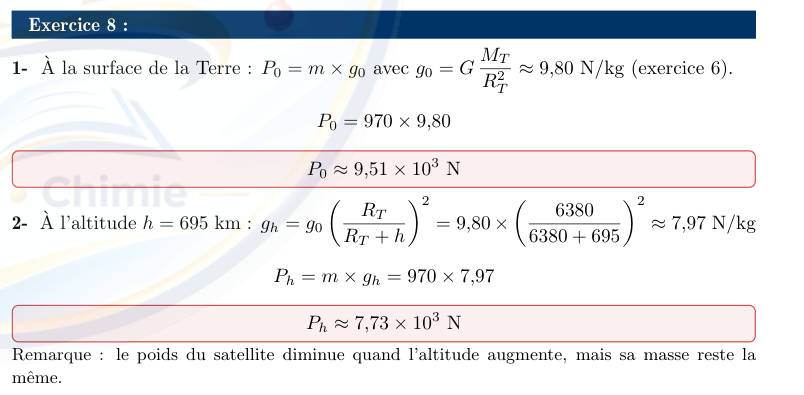 Exercice 8 :
1- À la surface de la Terre : P₀ = m × g₀ avec g₀ = G M_T / R_T² ≈ 9,80 N/kg (exercice 6).
P₀ = 970 × 9,80
P₀ ≈ 9,51 × 10³ N
Chimie
2- À l'altitude h = 695 km : g_h = g₀ (R_T / (R_T + h))² = 9,80 × (6380 / (6380 + 695))² ≈ 7,97 N/kg
P_h = m × g_h = 970 × 7,97
P_h ≈ 7,73 × 10³ N
Remarque : le poids du satellite diminue quand l'altitude augmente, mais sa masse reste la
même.